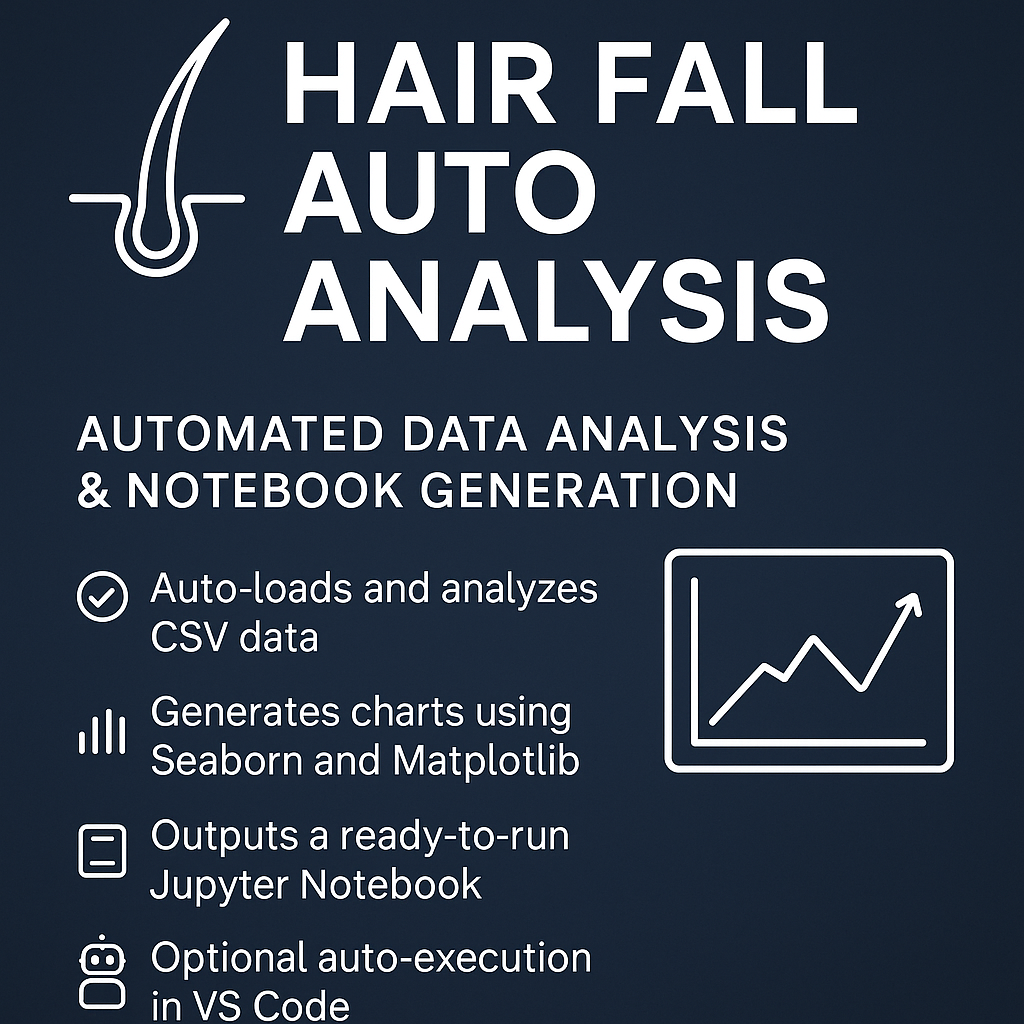 HAIR FALL
AUTO
ANALYSIS
AUTOMATED DATA ANALYSIS
& NOTEBOOK GENERATION
Auto-loads and analyzes
CSV data
Generates charts using
Seaborn and Matplotlib
Outputs a ready-to-run
Jupyter Notebook
Optional auto-execution
in VS Code